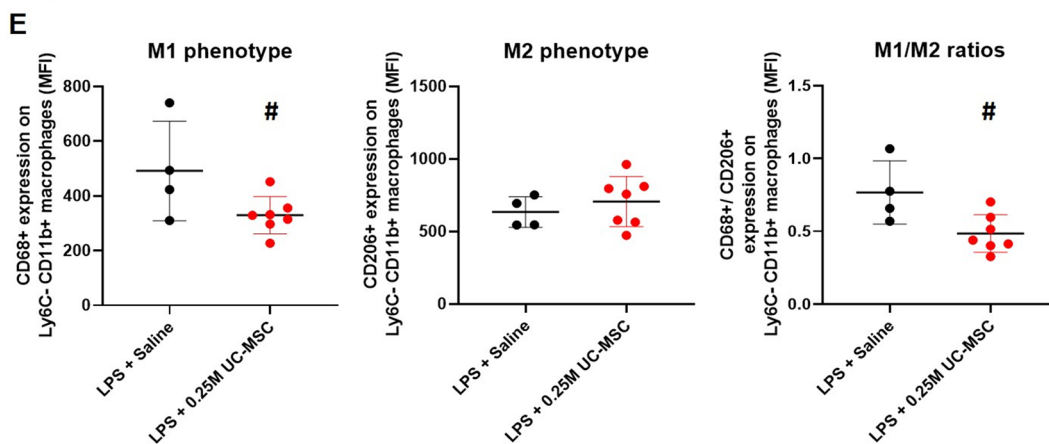 E
M1 phenotype
CD68+ expression on
Ly6C- CD11b+ macrophages (MFI)
800
600
400
200
0
#
LPS + Saline
LPS + 0.25M UC-MSC
M2 phenotype
CD206+ expression on
Ly6C- CD11b+ macrophages (MFI)
1500
1000
500
0
LPS + Saline
LPS + 0.25M UC-MSC
M1/M2 ratios
CD68+/ CD206+
expression on
Ly6C- CD11b+ macrophages (MFI)
1.5
1.0
0.5
0.0
#
LPS + Saline
LPS + 0.25M UC-MSC